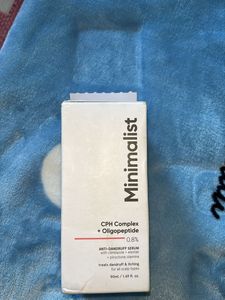 Minimalist
CPH Complex
+ Oligopeptide
0.8%
ANTI-DANDRUFF SERUM
with climbazole +
+ piroctone olamine
treats dandruff & itching
for all scalp types
50ml / 1.69 fl. oz.